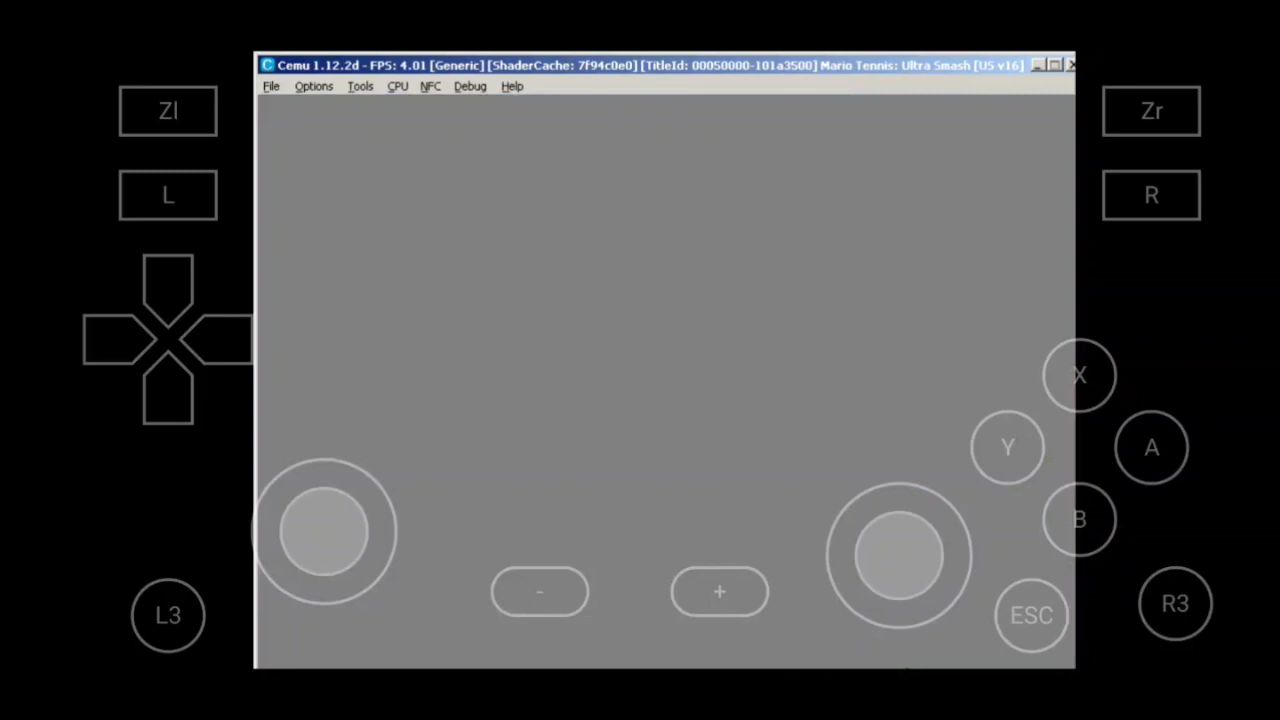 Cemu 1.12.2d - FPS: 4.01 [Generic] [ShaderCache: 7f94c0e0] [TitleId: 00050000-101a3500] Mario Tennis: Ultra Smash [US v16]
File Options Tools CPU NFC Debug Help
Zl
Zr
L
R
X
Y
A
B
- +
L3
ESC
R3